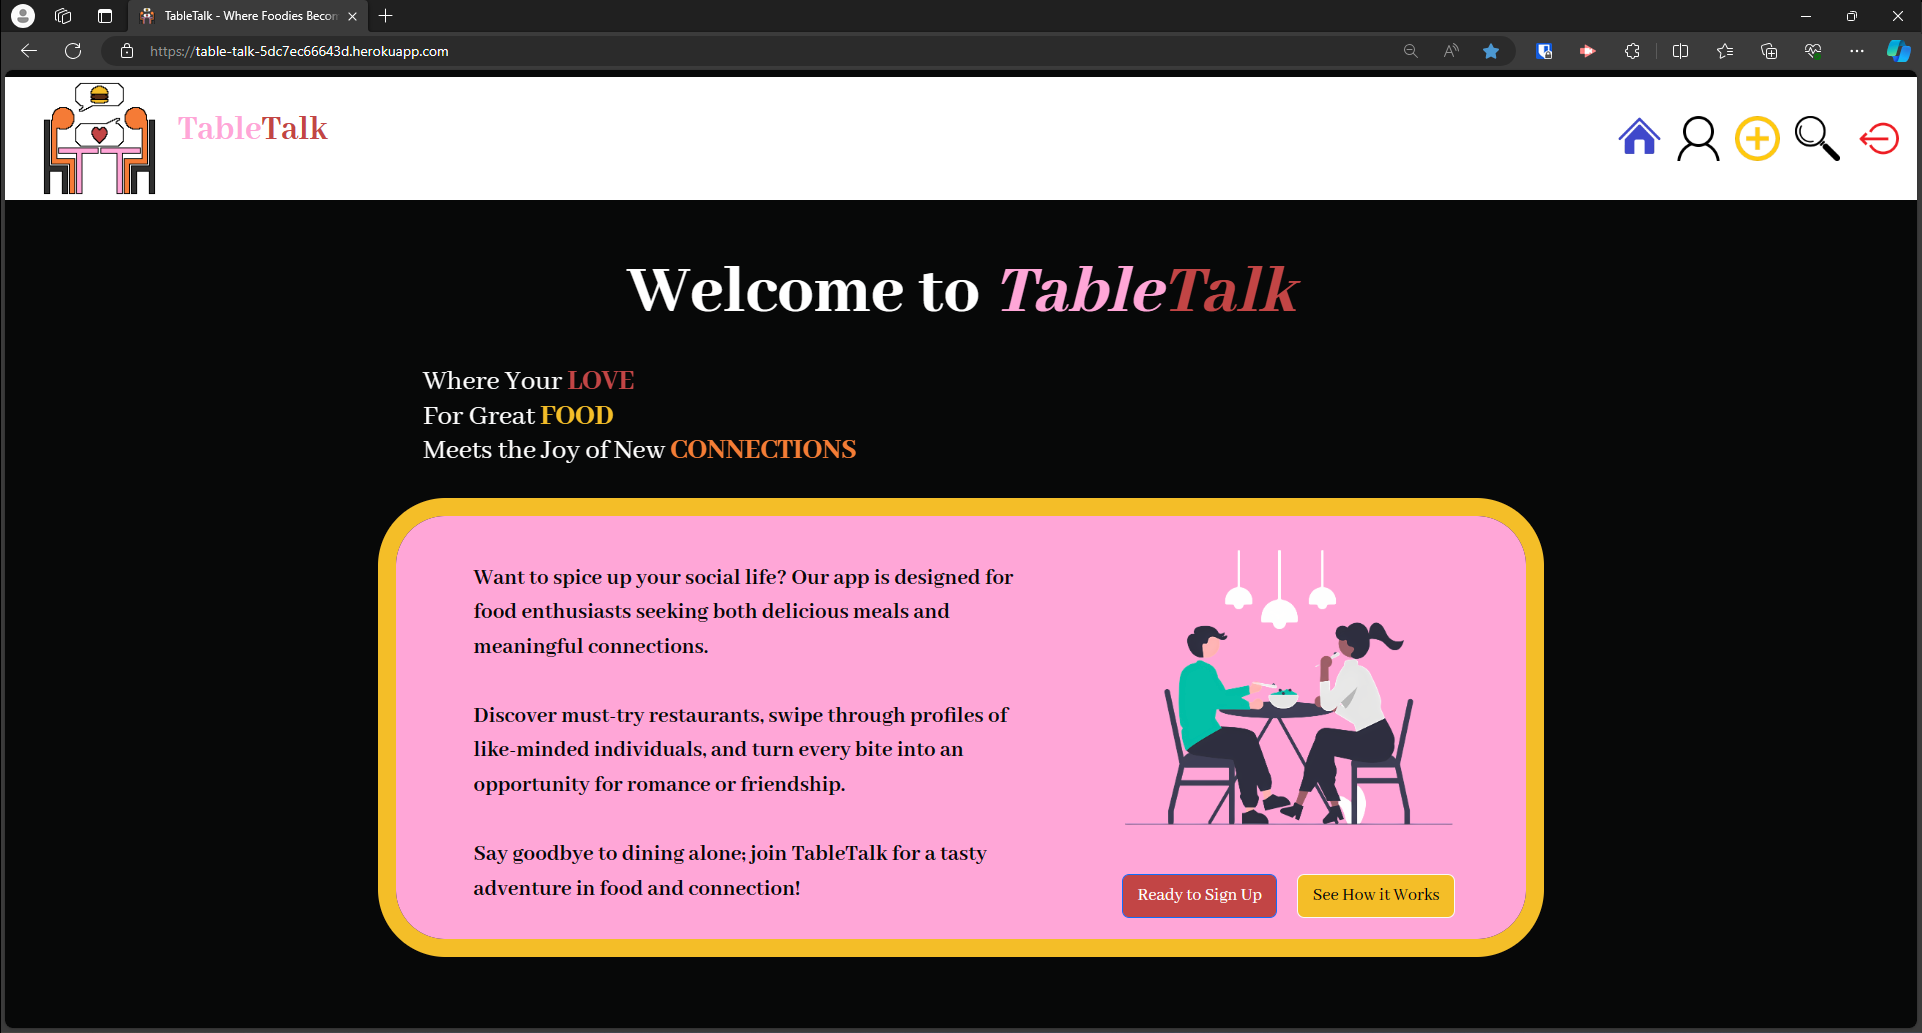 TableTalk - Where Foodies Becon
https://table-talk-5dc7ec66643d.herokuapp.com
TableTalk
Welcome to TableTalk
Where Your LOVE
For Great FOOD
Meets the Joy of New CONNECTIONS
Want to spice up your social life? Our app is designed for
food enthusiasts seeking both delicious meals and
meaningful connections.
Discover must-try restaurants, swipe through profiles of
like-minded individuals, and turn every bite into an
opportunity for romance or friendship.
Say goodbye to dining alone; join TableTalk for a tasty
adventure in food and connection!
Ready to Sign Up
See How it Works